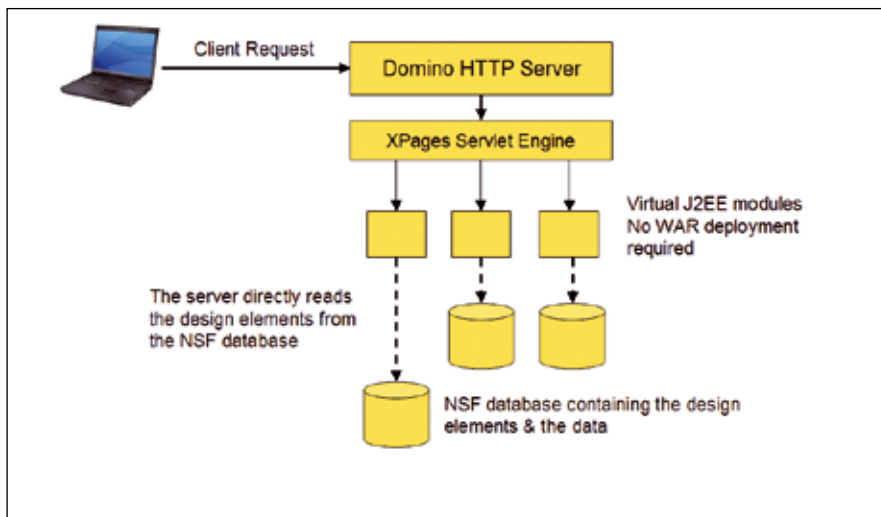 Client Request
Domino HTTP Server
XPages Servlet Engine
Virtual J2EE modules
No WAR deployment
required
The server directly reads
the design elements from
the NSF database
NSF database containing the design
elements & the data